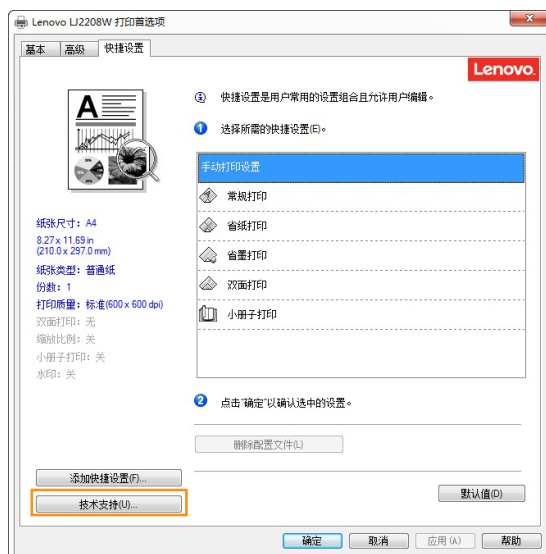 Lenovo LJ2208W 打印首选项
基本 高级 快捷设置
Lenovo.
快捷设置是用户常用的设置组合且允许用户编辑。
1 选择所需的快捷设置(E)。
手动打印设置
常规打印
省纸打印
省墨打印
双面打印
小册子打印
纸张尺寸: A4
8.27 x 11.69 in
(210.0 x 297.0 mm)
纸张类型: 普通纸
份数: 1
打印质量: 标准(600 x 600 dpi)
双面打印: 无
缩放比例: 关
小册子打印: 关
水印: 关
2 点击“确定”以确认选中的设置。
删除配置文件(L)
添加快捷设置(F)...
技术支持(U)...
默认值(D)
确定 取消 应用(A) 帮助